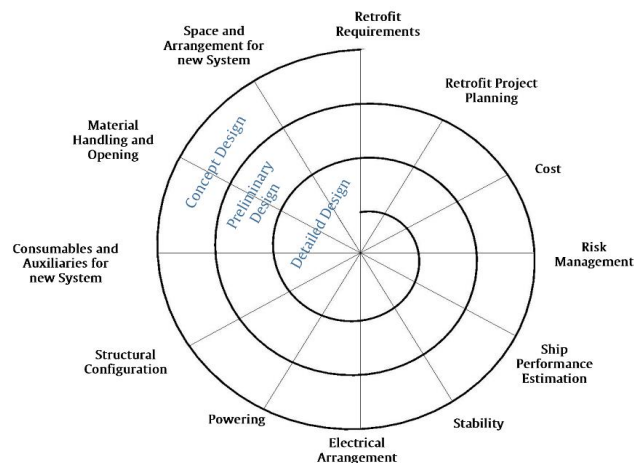 Retrofit
Requirements
Retrofit Project
Planning
Cost
Risk
Management
Ship
Performance
Estimation
Stability
Electrical
Arrangement
Powering
Structural
Configuration
Consumables and
Auxiliaries for
new System
Material
Handling and
Opening
Space and
Arrangement for
new System
Concept Design
Preliminary
Design
Detailed Design